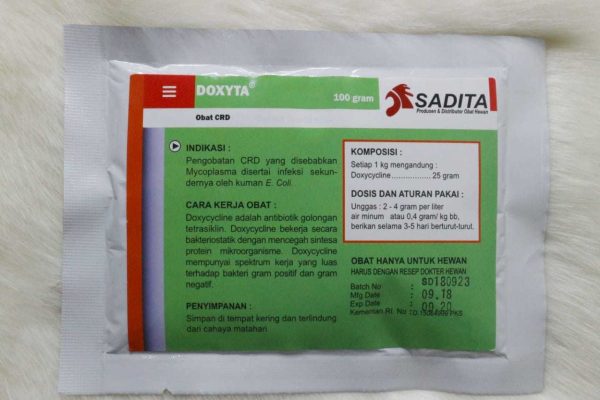 DOXYTA®
100 gram
SADITA
Produsen & Distributor Obat Hewan
Obat CRD
INDIKASI :
Pengobatan CRD yang disebabkan
Mycoplasma disertai infeksi sekun-
dernya oleh kuman E. Coli.
CARA KERJA OBAT :
Doxycycline adalah antibiotik golongan
tetrasiklin. Doxycycline bekerja secara
bakteriostatik dengan mencegah sintesa
protein mikroorganisme. Doxycycline
mempunyai spektrum kerja yang luas
terhadap bakteri gram positif dan gram
negatif.
PENYIMPANAN :
Simpan di tempat kering dan terlindung
dari cahaya matahari
KOMPOSISI :
Setiap 1 kg mengandung :
Doxycycline................ 25 gram
DOSIS DAN ATURAN PAKAI :
Unggas : 2 - 4 gram per liter
air minum atau 0,4 gram/ kg bb,
berikan selama 3-5 hari berturut-turut.
OBAT HANYA UNTUK HEWAN
HARUS DENGAN RESEP DOKTER HEWAN
Batch No : SD180923
Mfg Date : 09.18
Exp Date : 09.20
Kementan RI. No : PKS